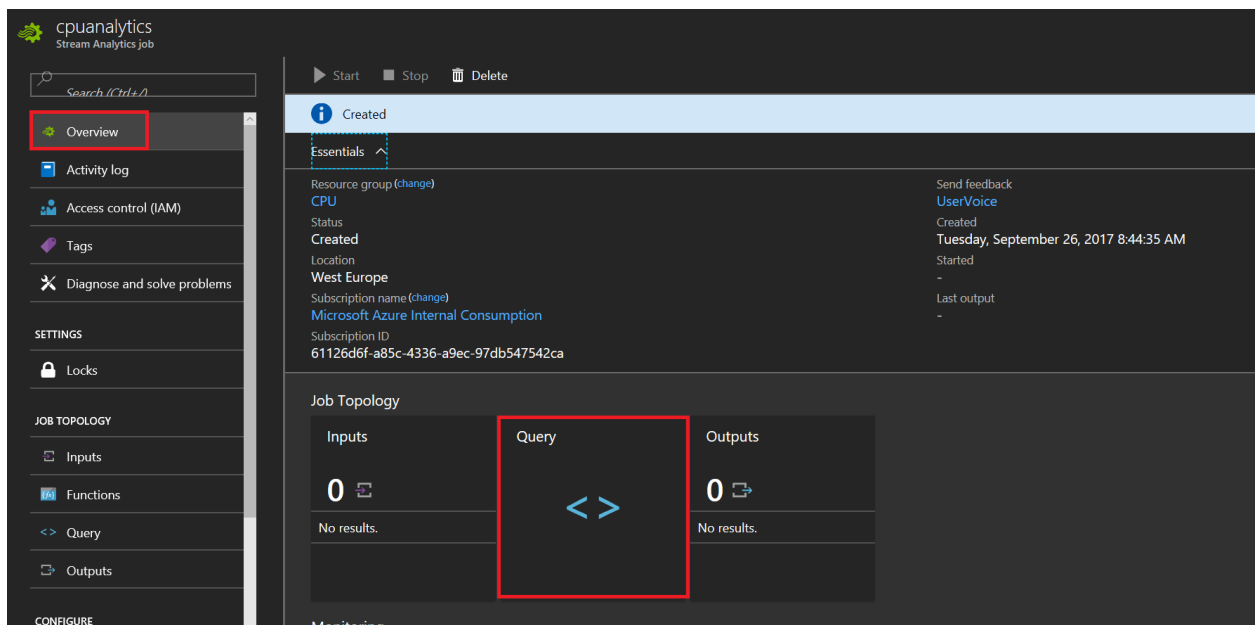 cpuanalytics
Stream Analytics job
Search (Ctrl+/)
Overview
Activity log
Access control (IAM)
Tags
Diagnose and solve problems
SETTINGS
Locks
JOB TOPOLOGY
Inputs
Functions
Query
Outputs
CONFIGURE
Start Stop Delete
Created
Essentials
Resource group (change)
CPU
Status
Created
Location
West Europe
Subscription name (change)
Microsoft Azure Internal Consumption
Subscription ID
61126d6f-a85c-4336-a9ec-97db547542ca
Send feedback
UserVoice
Created
Tuesday, September 26, 2017 8:44:35 AM
Started
-
Last output
-
Job Topology
Inputs
0
No results.
Query
< >
Outputs
0
No results.
Monitoring